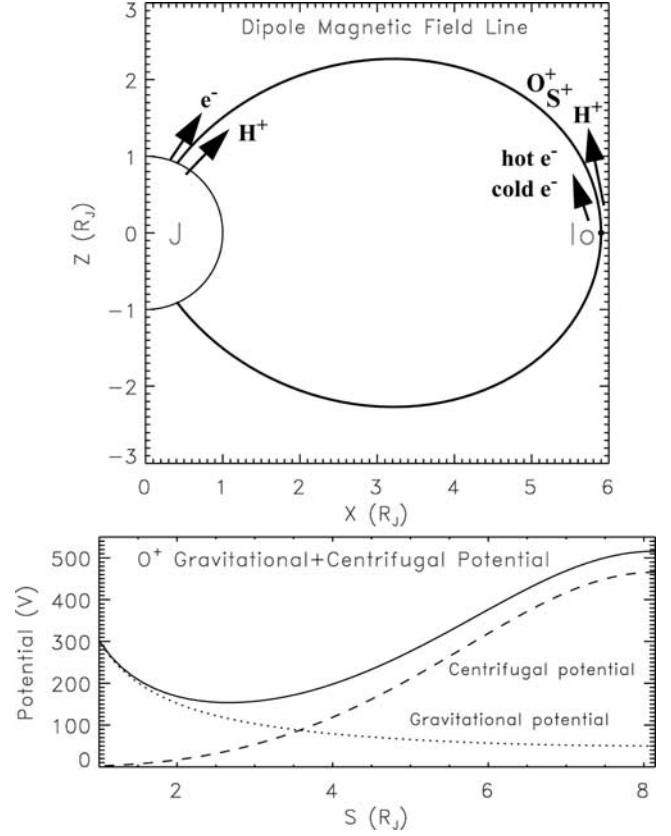 Dipole Magnetic Field Line
3
2
1
0
−1
−2
−3
Z (RJ)
e-
H+
O+
S+
H+
hot e-
cold e-
J
Io
0 1 2 3 4 5 6
X (RJ)
O+ Gravitational+Centrifugal Potential
500
400
300
200
100
0
Potential (V)
Centrifugal potential
Gravitational potential
2 4 6 8
S (RJ)